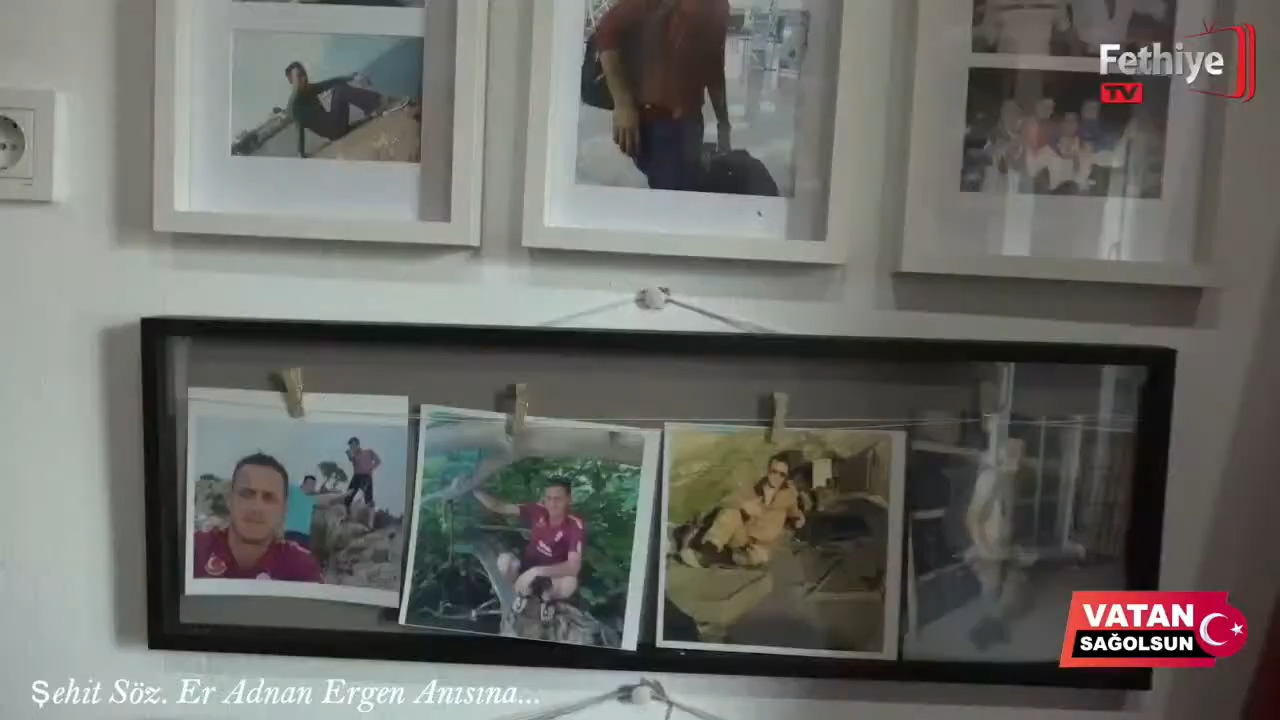 Fethiye
TV
VATAN
SAĞOLSUN
Şehit Söz. Er Adnan Ergen Anısına...